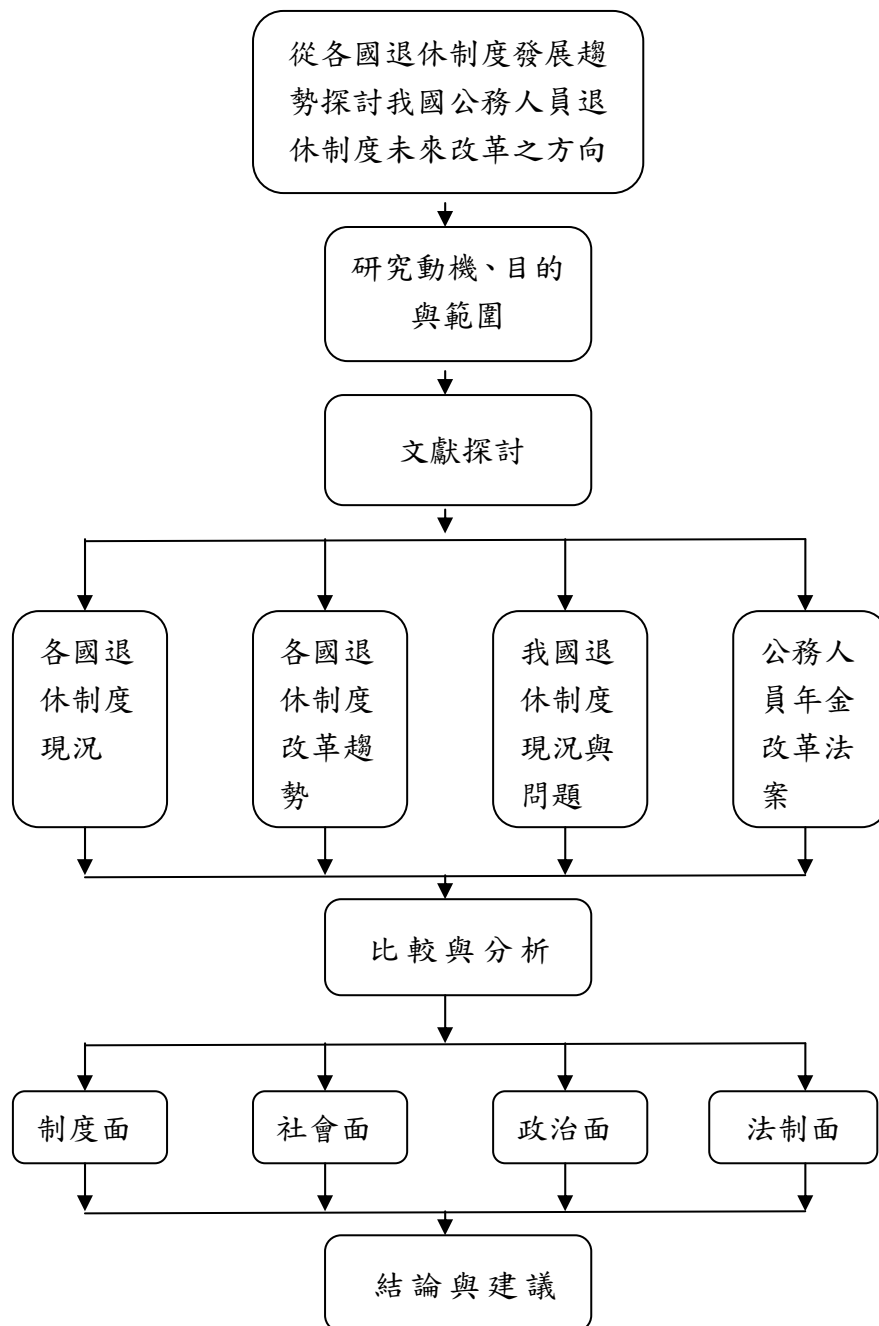 從各國退休制度發展趨
勢探討我國公務人員退
休制度未來改革之方向
研究動機、目的
與範圍
文獻探討
各國退
休制度
現況
各國退
休制度
改革趨
勢
我國退
休制度
現況與
問題
公務人
員年金
改革法
案
比較與分析
制度面
社會面
政治面
法制面
結論與建議